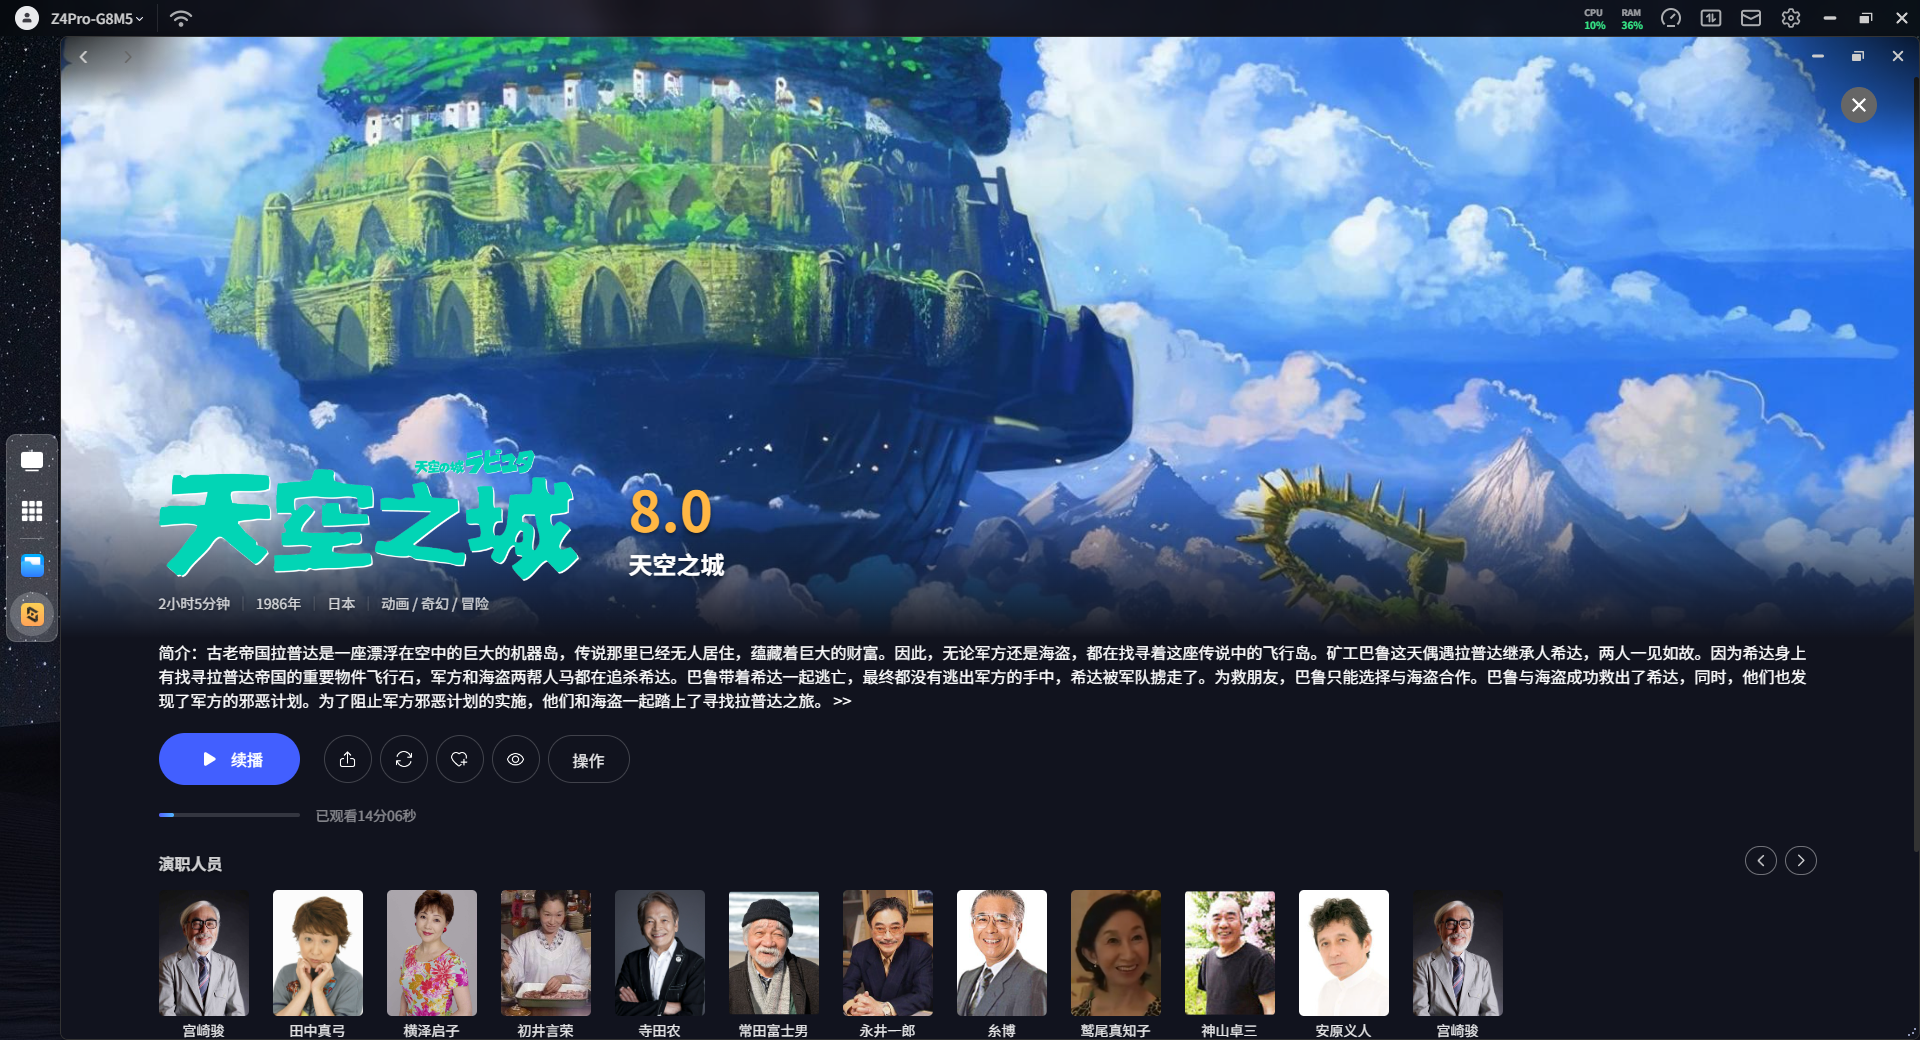 Z4Pro-G8M5
CPU
10%
RAM
36%
天空の城ラピュタ
天空之城
8.0
天空之城
2小时5分钟
1986年
日本
动画 / 奇幻 / 冒险
简介：古老帝国拉普达是一座漂浮在空中的巨大的机器岛，传说那里已经无人居住，蕴藏着巨大的财富。因此，无论军方还是海盗，都在找寻着这座传说中的飞行岛。矿工巴鲁这天偶遇拉普达继承人希达，两人一见如故。因为希达身上
有找寻拉普达帝国的重要物件飞行石，军方和海盗两帮人马都在追杀希达。巴鲁带着希达一起逃亡，最终都没有逃出军方的手中，希达被军队掳走了。为救朋友，巴鲁只能选择与海盗合作。巴鲁与海盗成功救出了希达，同时，他们也发
现了军方的邪恶计划。为了阻止军方邪恶计划的实施，他们和海盗一起踏上了寻找拉普达之旅。 >>
续播
操作
已观看14分06秒
演职人员
宫崎骏
田中真弓
横泽启子
初井言荣
寺田农
常田富士男
永井一郎
糸博
鹫尾真知子
神山卓三
安原义人
宫崎骏